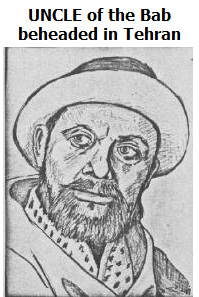 UNCLE of the Bab
beheaded in Tehran